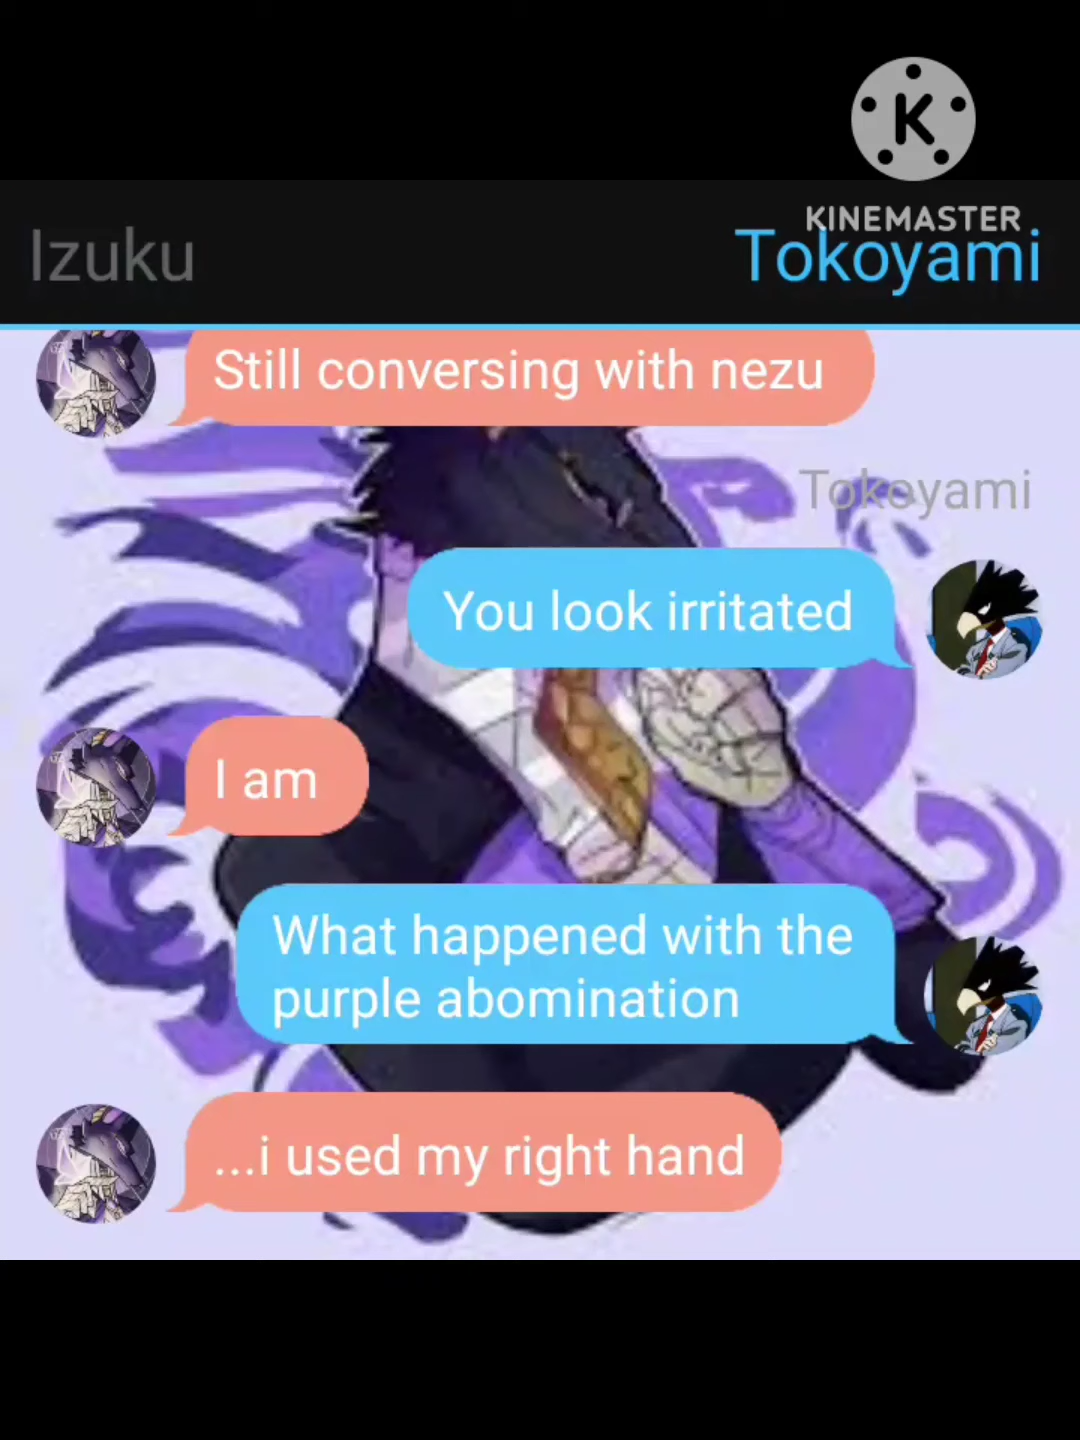 K
KINEMASTER
Izuku
Tokoyami
Still conversing with nezu
Tokoyami
You look irritated
I am
What happened with the
purple abomination
...i used my right hand